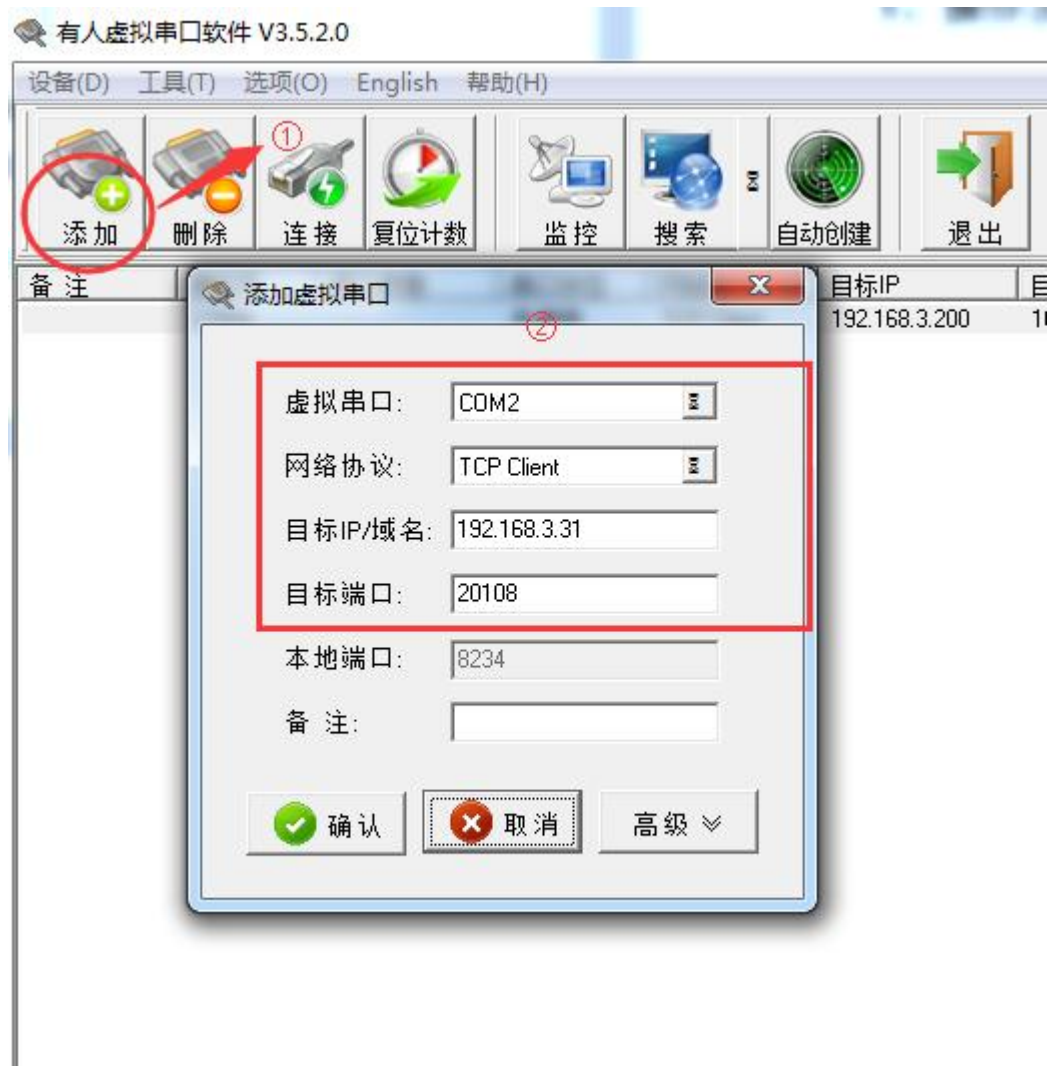 有人虚拟串口软件 V3.5.2.0
设备(D) 工具(T) 选项(O) English 帮助(H)
①
添加 删除 连接 复位计数 监控 搜索 自动创建 退出
备 注 目标IP
192.168.3.200
添加虚拟串口
②
虚拟串口: COM2
网络协议: TCP Client
目标IP/域名: 192.168.3.31
目标端口: 20108
本地端口: 8234
备 注:
确认 取消 高级